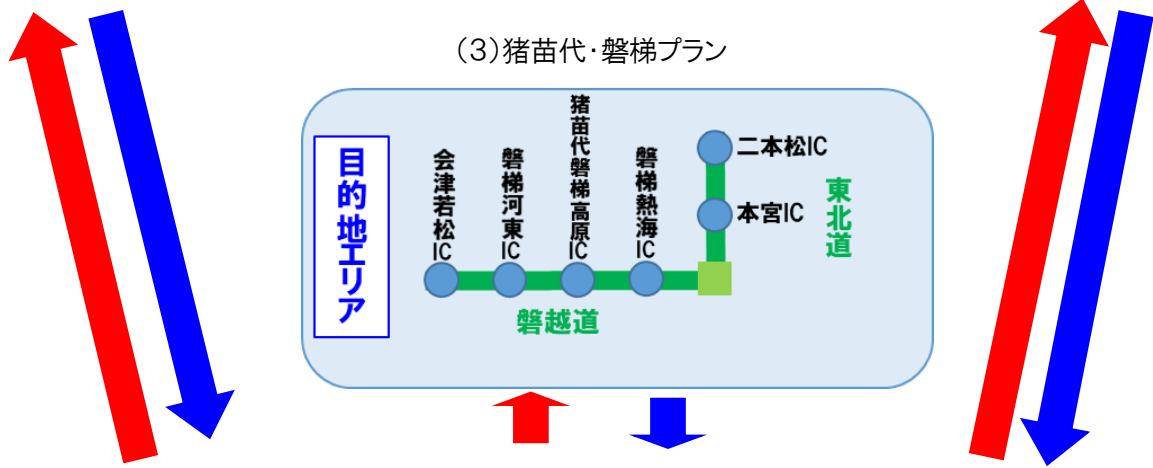 （3）猪苗代・磐梯プラン
目的地エリア
会津若松IC
磐梯河東IC
猪苗代磐梯高原IC
磐梯熱海IC
二本松IC
本宮IC
東北道
磐越道